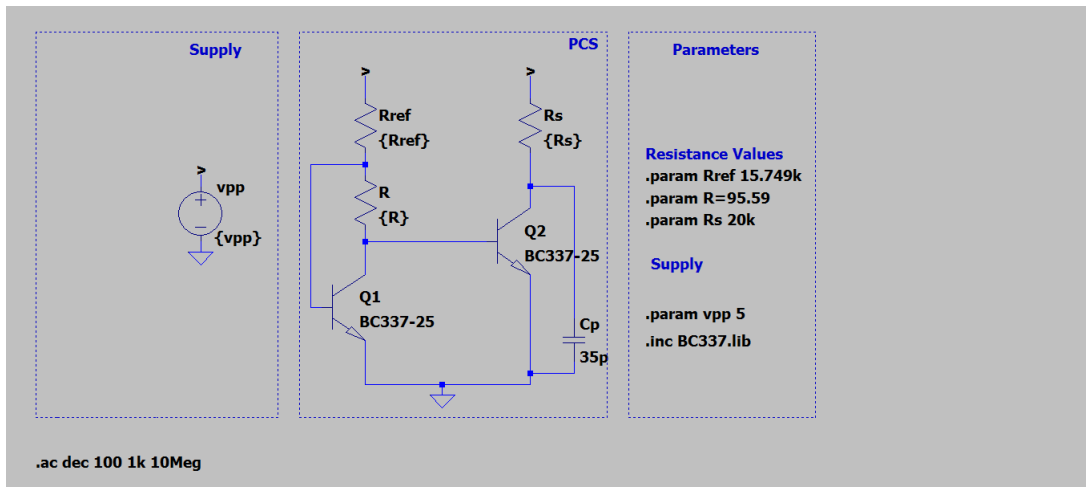 Supply
v
vpp
{vpp}
PCS
v
Rref
{Rref}
R
{R}
Q1
BC337-25
v
Rs
{Rs}
Q2
BC337-25
Cp
35p
Parameters
Resistance Values
.param Rref 15.749k
.param R=95.59
.param Rs 20k
Supply
.param vpp 5
.inc BC337.lib
.ac dec 100 1k 10Meg